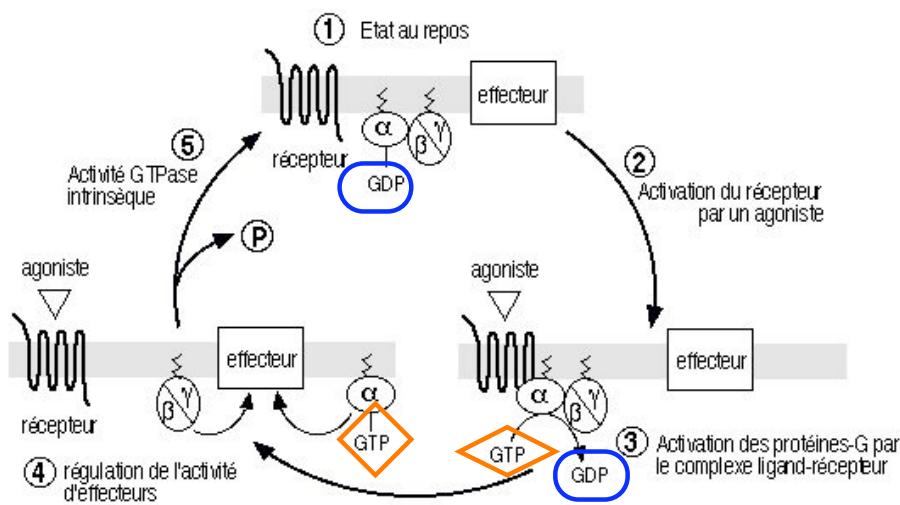 ① Etat au repos
effecteur
α
β γ
récepteur
GDP
②
Activation du récepteur
par un agoniste
⑤
Activité GTPase
intrinsèque
P
agoniste
récepteur
effecteur
β γ
α
GTP
④ régulation de l'activité
d'effecteurs
agoniste
effecteur
α
β γ
GTP
GDP
③ Activation des protéines-G par
le complexe ligand-récepteur